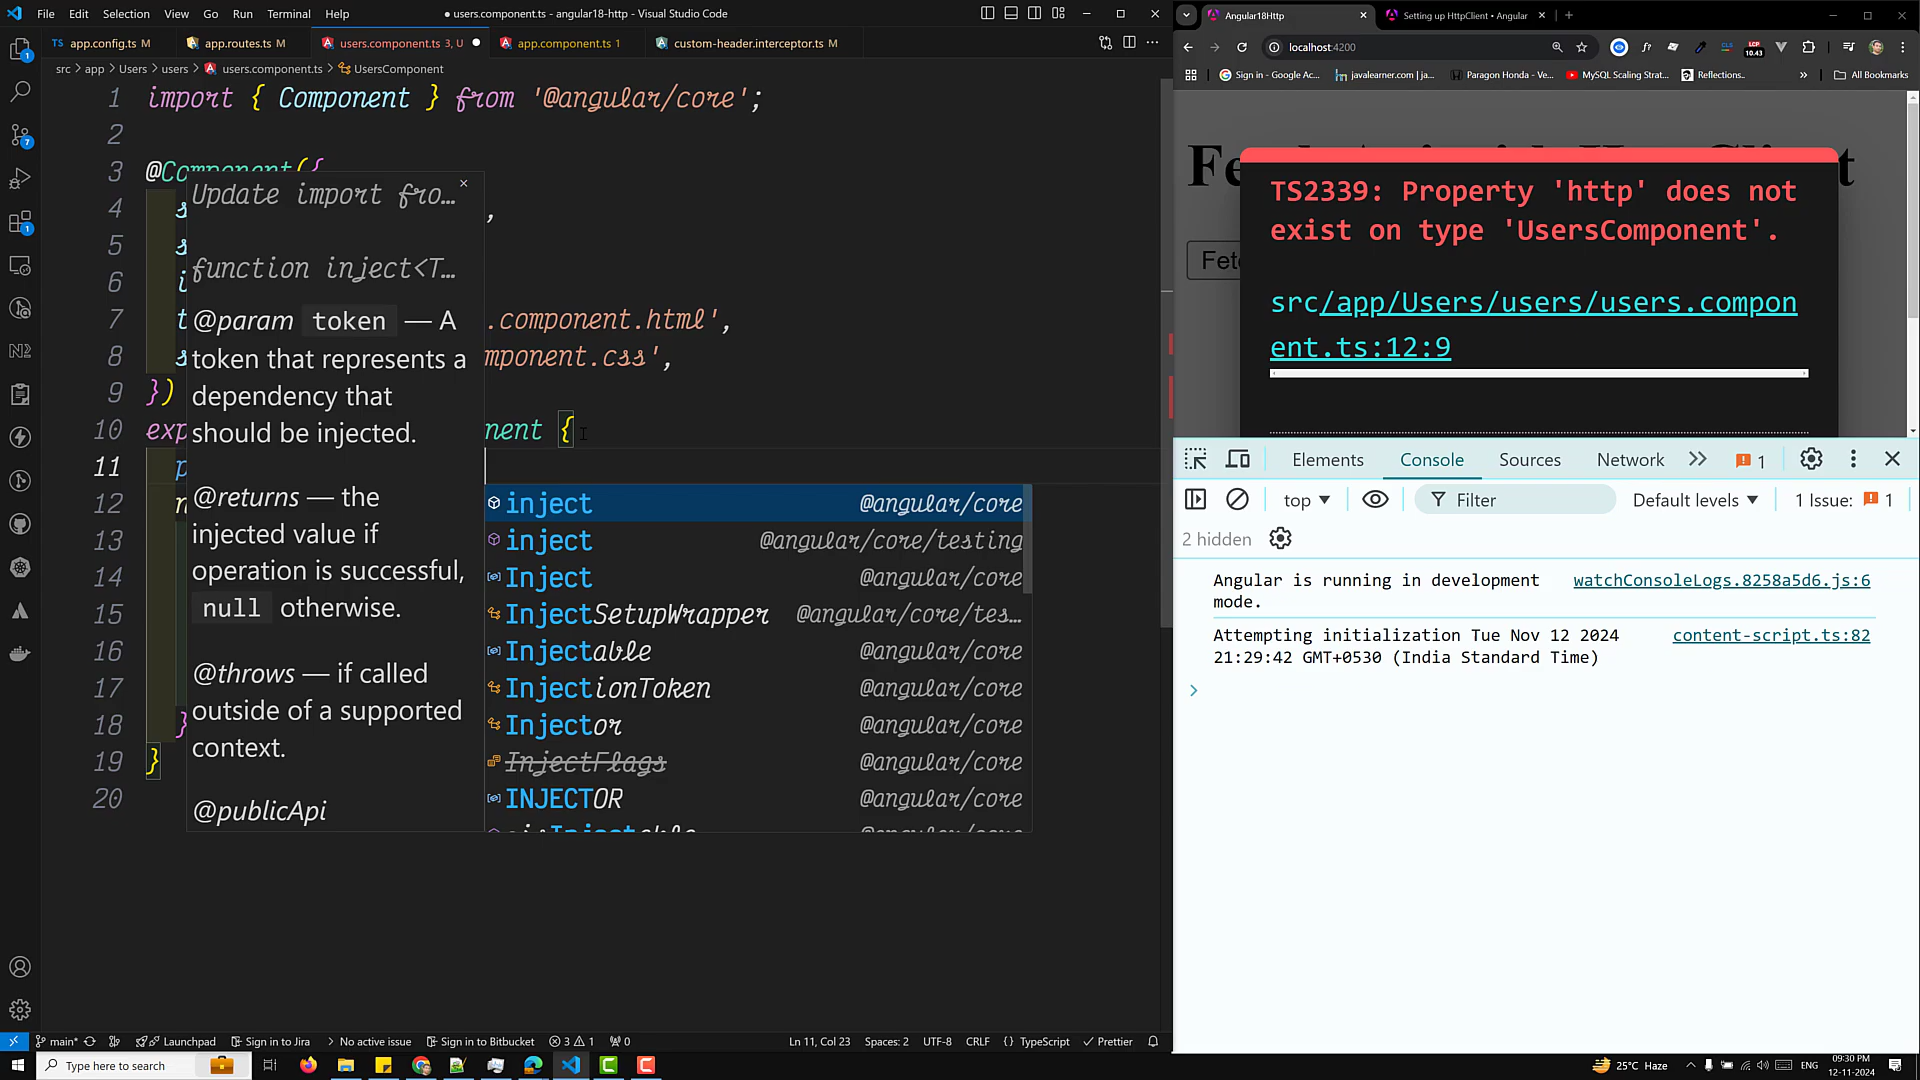 File Edit Selection View Go Run Terminal Help
● users.component.ts - angular18-http - Visual Studio Code
TS app.config.ts M
app.routes.ts M
users.component.ts 3, U ●
app.component.ts 1
custom-header.interceptor.ts M
src > app > Users > users > users.component.ts > UsersComponent
1 import { Component } from '@angular/core';
2
3 @Component({
4 s ,
5 s
6 i
7 t .component.html',
8 s mponent.css',
9 })
10 exp nent {
11 p
12 n
13
14
15
16
17
18 }
19 }
20
Update import fro…
function inject<T…
@param token — A
token that represents a
dependency that
should be injected.
@returns — the
injected value if
operation is successful,
null otherwise.
@throws — if called
outside of a supported
context.
@publicApi
inject @angular/core
inject @angular/core/testing
Inject @angular/core
InjectSetupWrapper @angular/core/tes…
Injectable @angular/core
InjectionToken @angular/core
Injector @angular/core
InjectFlags @angular/core
INJECTOR @angular/core
main* Launchpad Sign in to Jira No active issue Sign in to Bitbucket 3 1 0
Ln 11, Col 23 Spaces: 2 UTF-8 CRLF { } TypeScript Prettier
Type here to search
Angular18Http
Setting up HttpClient • Angular
localhost:4200
Sign in - Google Ac...
javalearner.com | ja...
Paragon Honda - Ve...
MySQL Scaling Strat...
Reflections..
All Bookmarks
TS2339: Property 'http' does not
exist on type 'UsersComponent'.
src/app/Users/users/users.compon
ent.ts:12:9
Elements Console Sources Network 1
top Filter Default levels 1 Issue: 1
2 hidden
Angular is running in development watchConsoleLogs.8258a5d6.js:6
mode.
Attempting initialization Tue Nov 12 2024 content-script.ts:82
21:29:42 GMT+0530 (India Standard Time)
25°C Haze
ENG
09:30 PM
12-11-2024